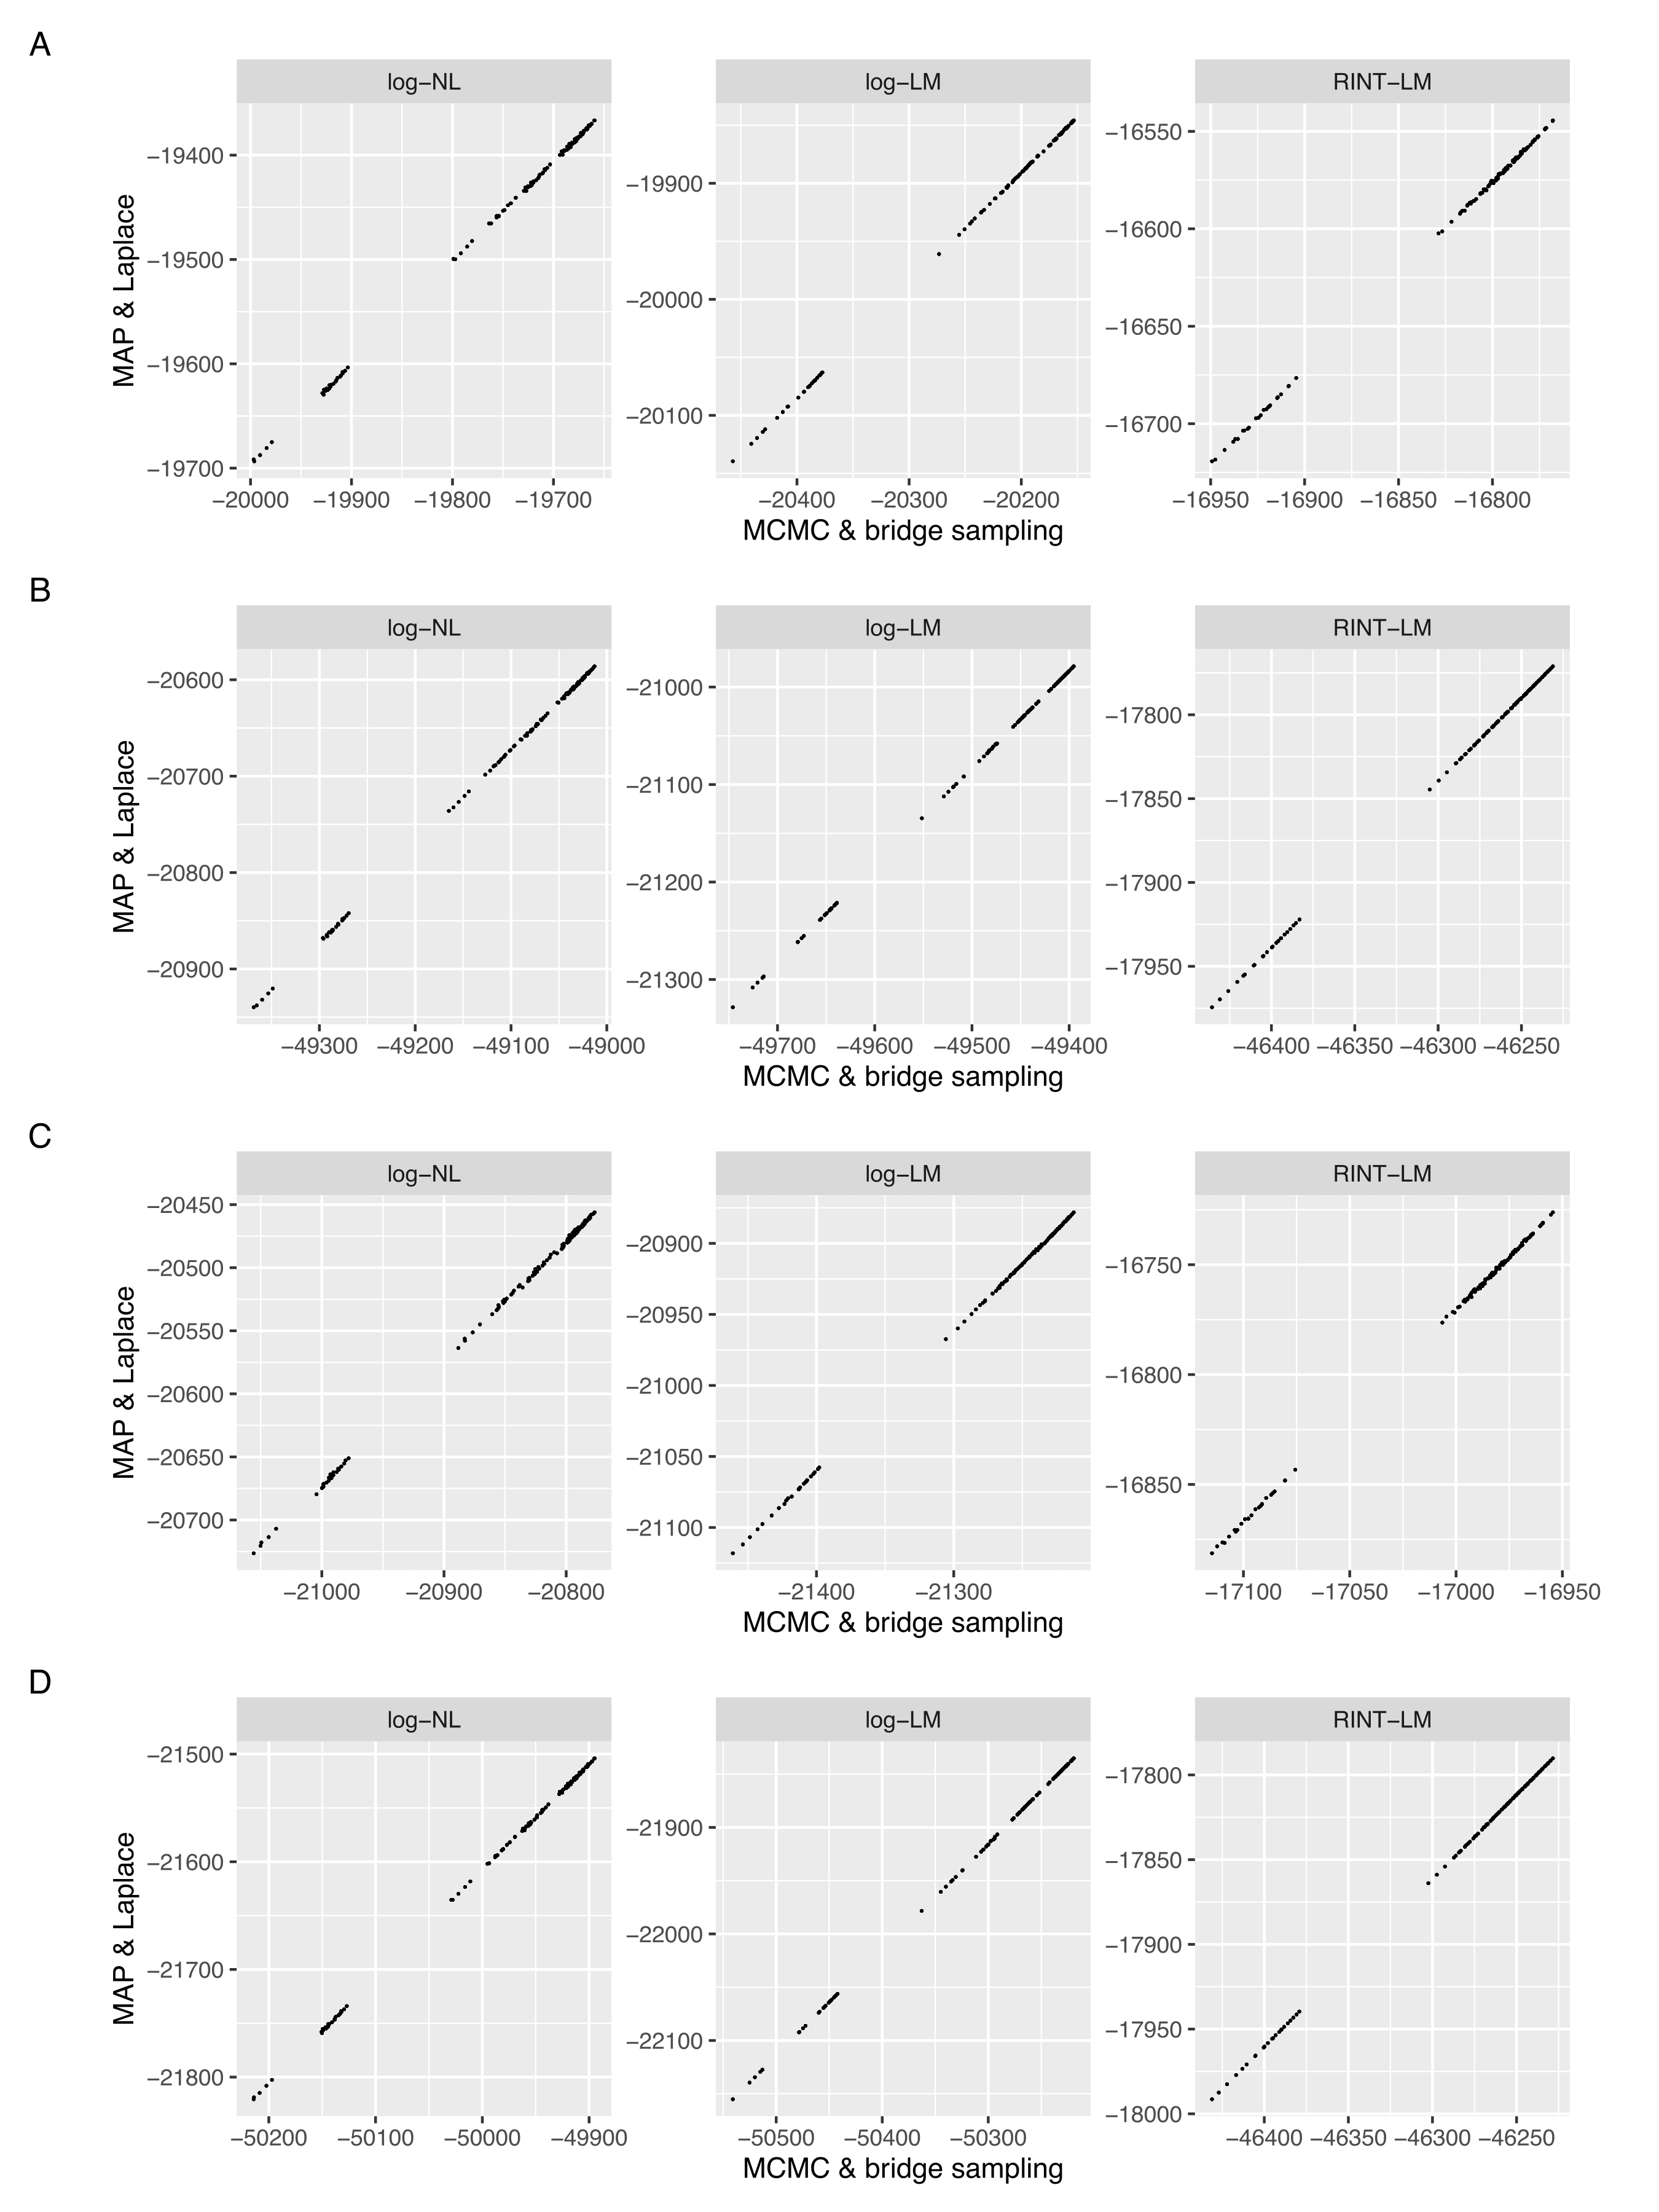 A
log−NL log−LM RINT−LM
MAP & Laplace
−19400
−19500
−19600
−19700
−19900
−20000
−20100
−16550
−16600
−16650
−16700
−20000 −19900 −19800 −19700 −20400 −20300 −20200 −16950 −16900 −16850 −16800
MCMC & bridge sampling
B
log−NL log−LM RINT−LM
MAP & Laplace
−20600
−20700
−20800
−20900
−21000
−21100
−21200
−21300
−17800
−17850
−17900
−17950
−49300 −49200 −49100 −49000 −49700 −49600 −49500 −49400 −46400 −46350 −46300 −46250
MCMC & bridge sampling
C
log−NL log−LM RINT−LM
MAP & Laplace
−20450
−20500
−20550
−20600
−20650
−20700
−20900
−20950
−21000
−21050
−21100
−16750
−16800
−16850
−21000 −20900 −20800 −21400 −21300 −17100 −17050 −17000 −16950
MCMC & bridge sampling
D
log−NL log−LM RINT−LM
MAP & Laplace
−21500
−21600
−21700
−21800
−21900
−22000
−22100
−17800
−17850
−17900
−17950
−18000
−50200 −50100 −50000 −49900 −50500 −50400 −50300 −46400 −46350 −46300 −46250
MCMC & bridge sampling